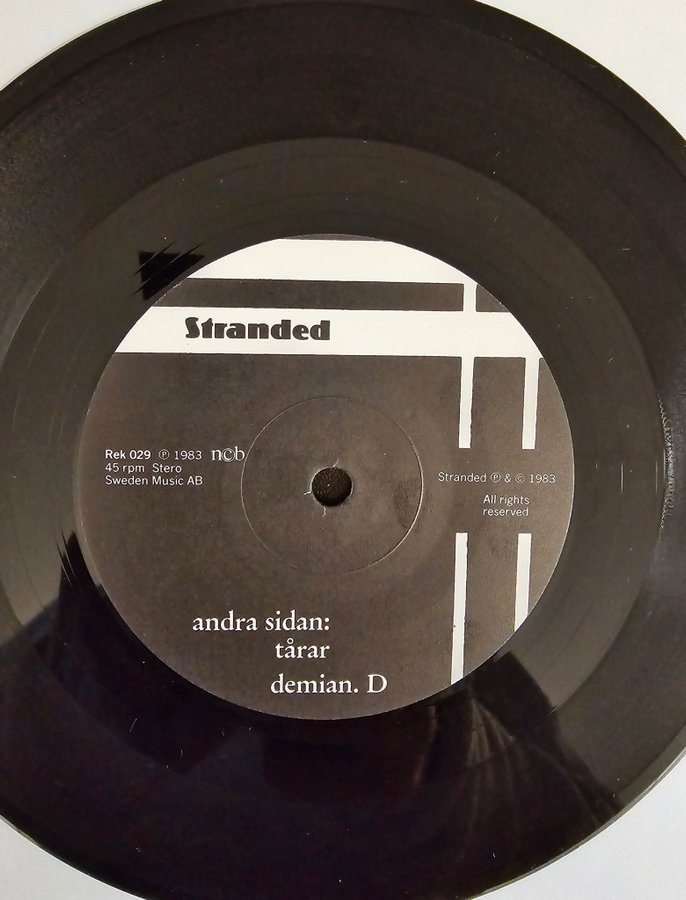 Stranded
Rek 029 ℗ 1983 ncb
45 rpm Stero
Sweden Music AB
Stranded ℗ & © 1983
All rights
reserved
andra sidan:
tårar
demian. D